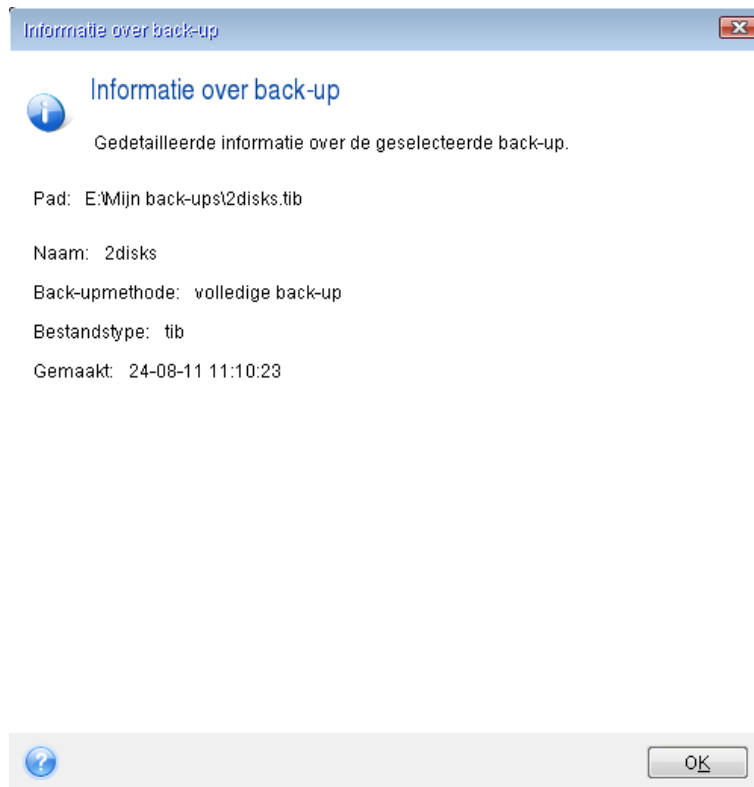 Informatie over back-up
Informatie over back-up
Gedetailleerde informatie over de geselecteerde back-up.
Pad: E:\Mijn back-ups\2disks.tib
Naam: 2disks
Back-upmethode: volledige back-up
Bestandstype: tib
Gemaakt: 24-08-11 11:10:23
OK